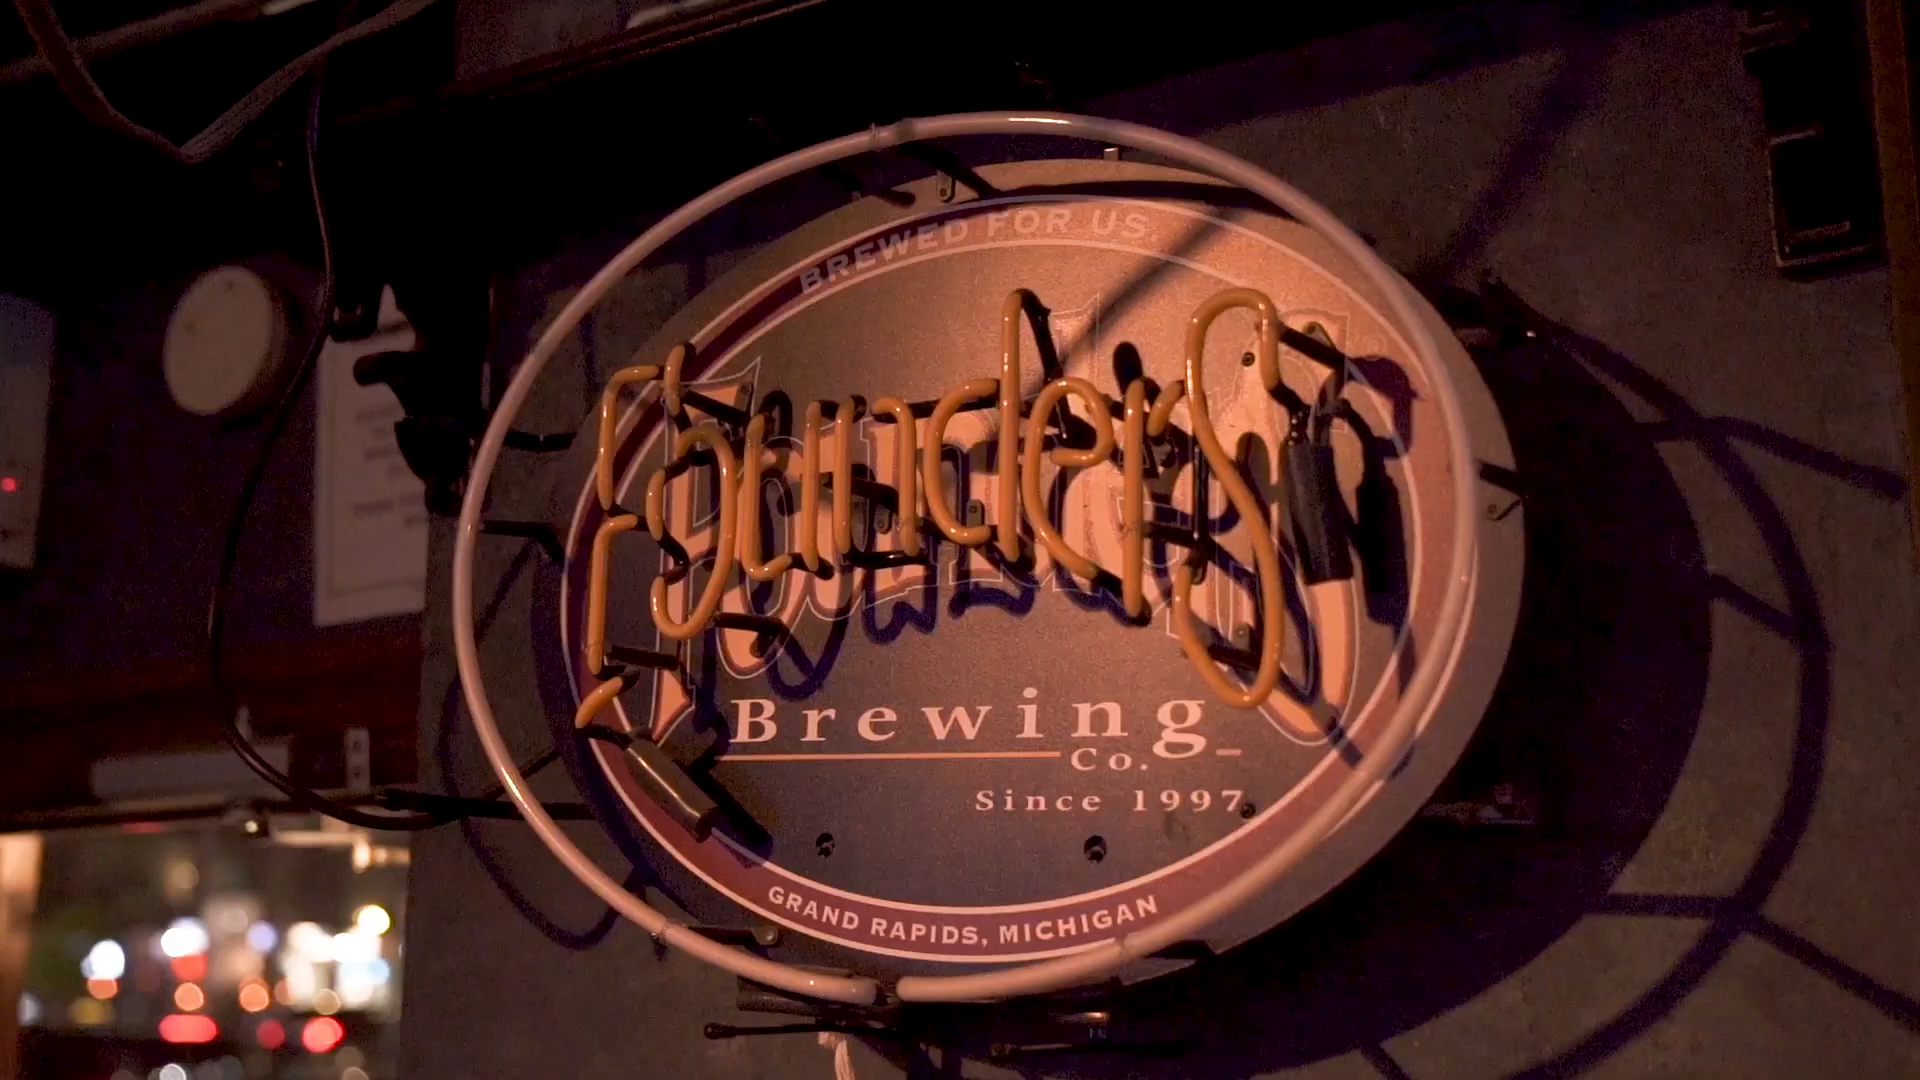 BREWED FOR US
Founders
Brewing
Co.
Since 1997
GRAND RAPIDS, MICHIGAN